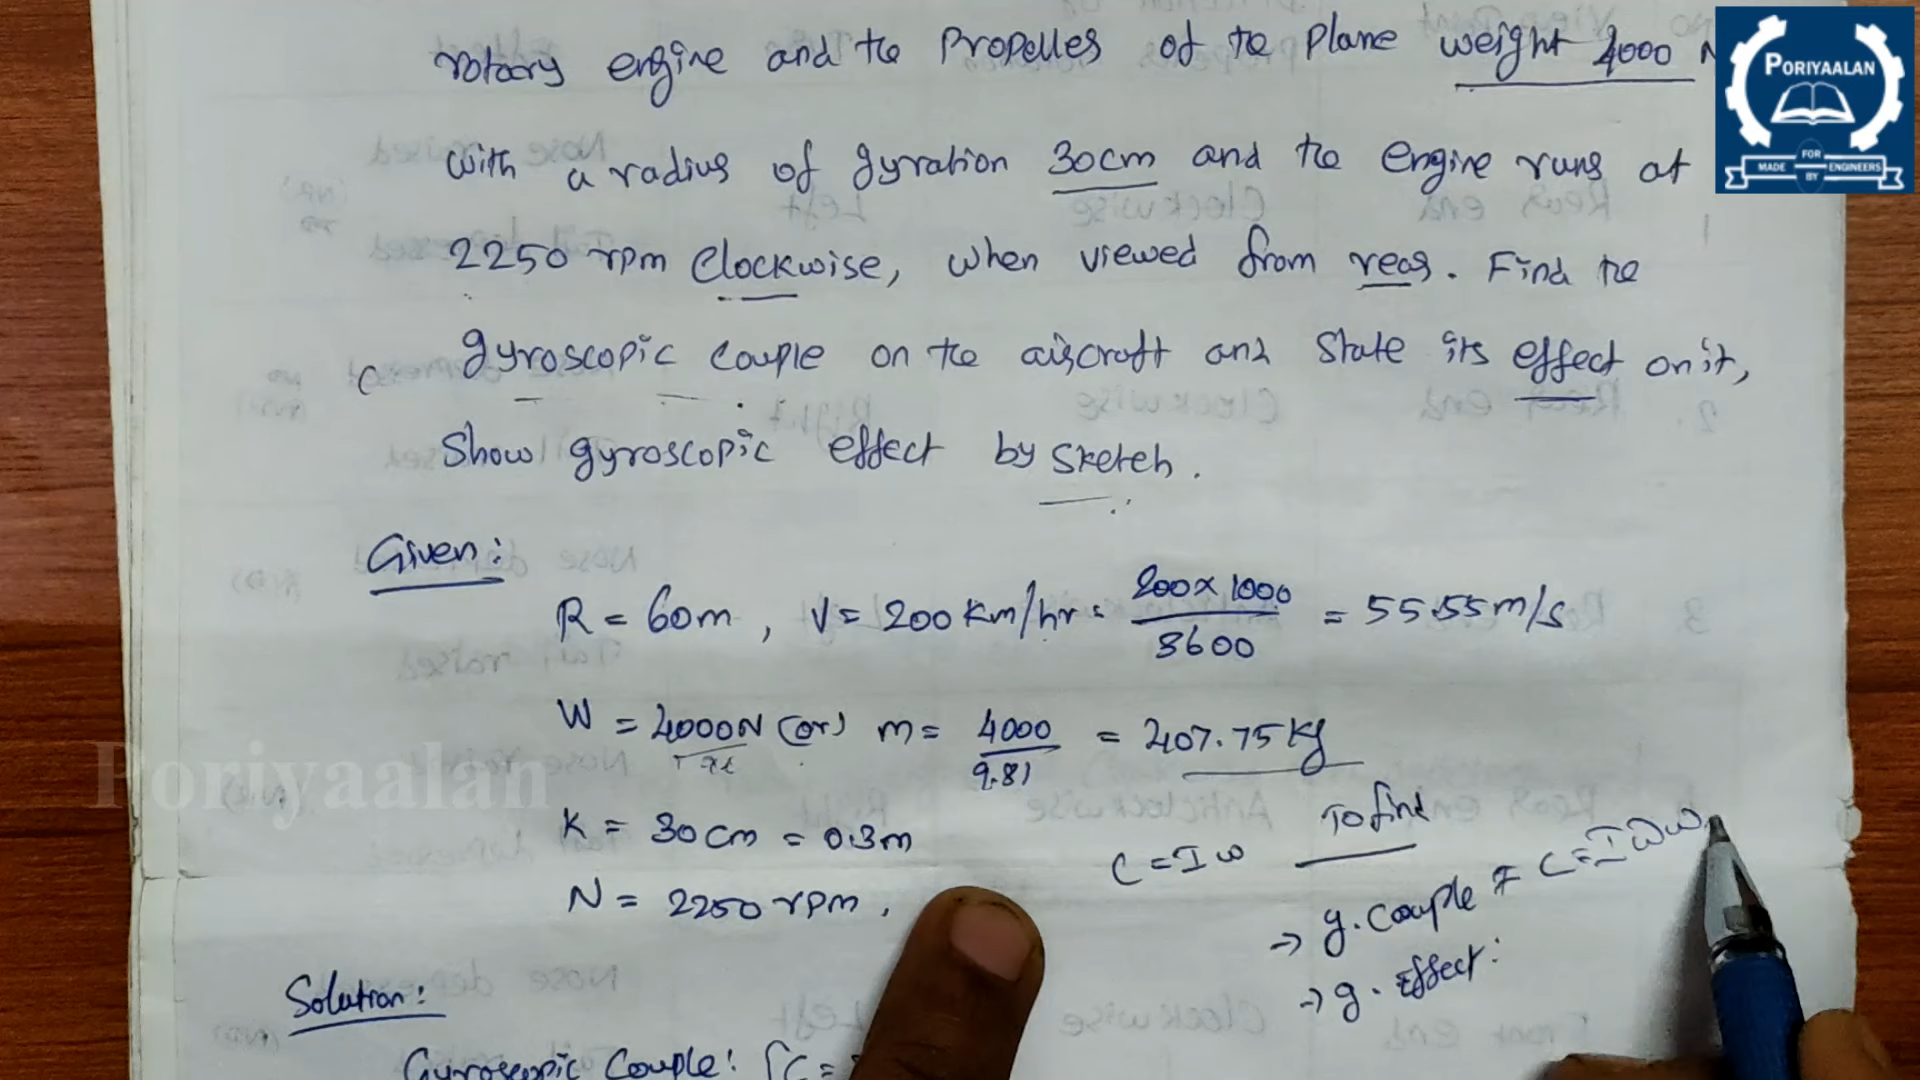 rotary engine and the Propeller of the plane weight 4000 N
with a radius of gyration 30cm and the engine runs at
2250 rpm clockwise, when viewed from rear. Find the
gyroscopic couple on the aircraft and state its effect on it,
Show gyroscopic effect by sketch.
Given:
R = 60m, V = 200 Km/hr = 200 x 1000 / 3600 = 55.55 m/s
W = 4000N (or) m = 4000 / 9.81 = 407.75 Kg
K = 30 cm = 0.3m
N = 2250 rpm.
To find
C = I ω
→ g. couple C = I ω ωp
→ g. Effect:
Solution:
Gyroscopic Couple: C =
PORIYAALAN
MADE FOR BY ENGINEERS
Poriyaalan